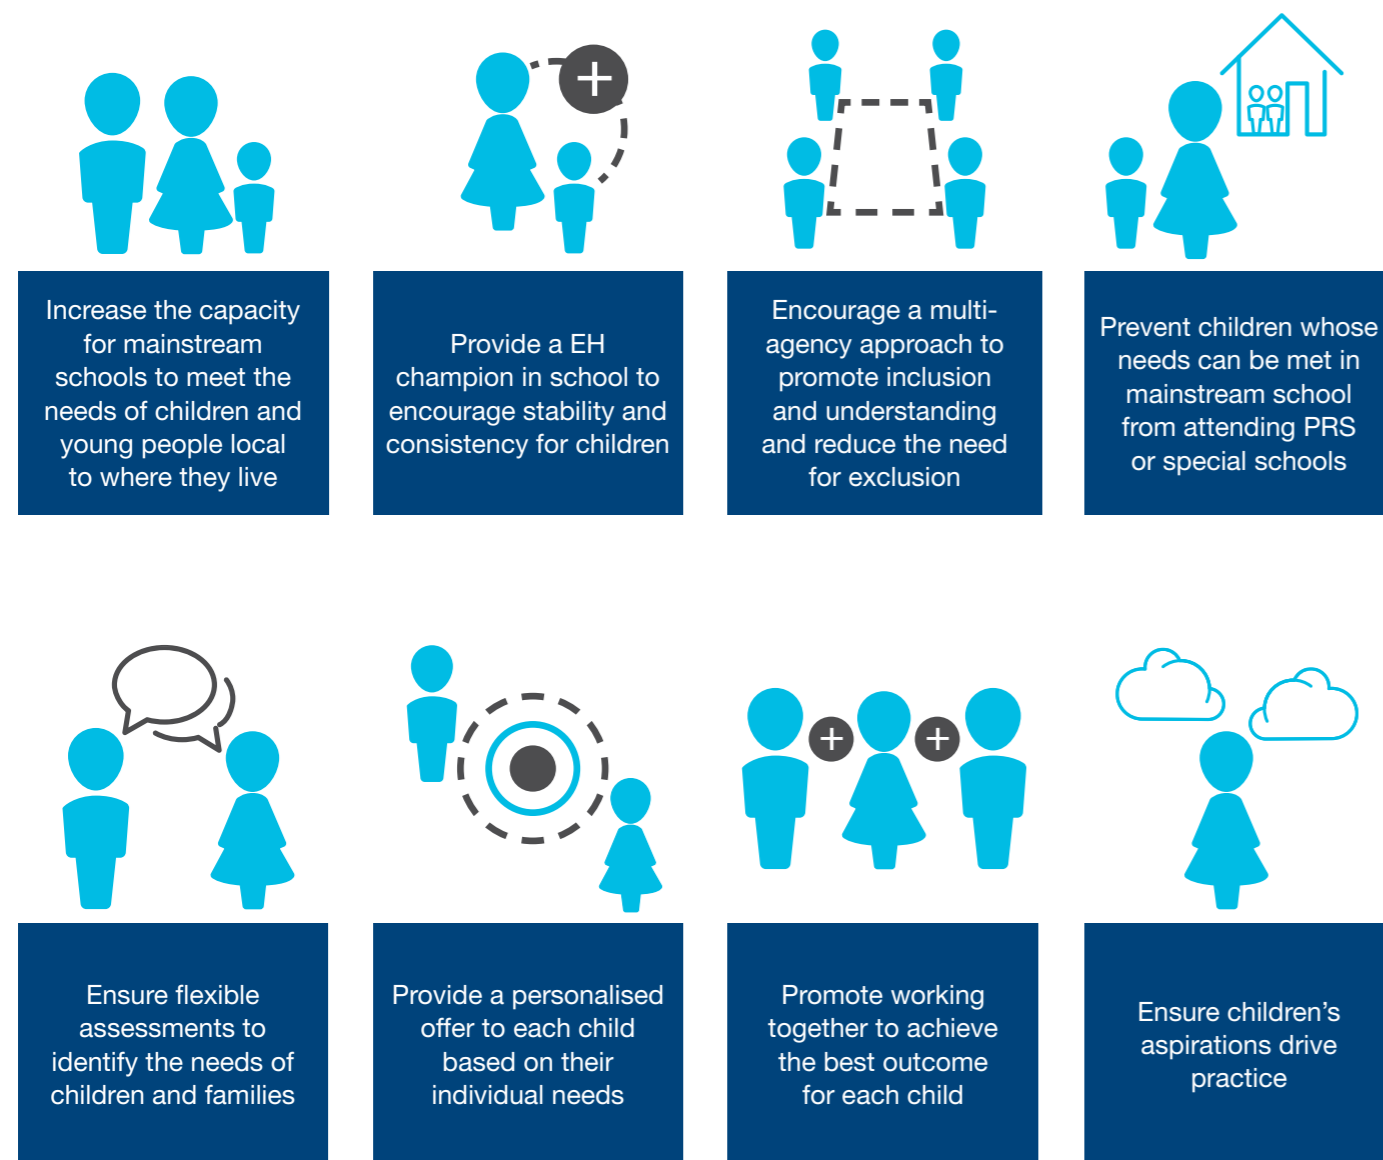 Increase the capacity
for mainstream
schools to meet the
needs of children and
young people local
to where they live
Provide a EH
champion in school to
encourage stability and
consistency for children
Encourage a multi-
agency approach to
promote inclusion
and understanding
and reduce the need
for exclusion
Prevent children whose
needs can be met in
mainstream school
from attending PRS
or special schools
Ensure flexible
assessments to
identify the needs of
children and families
Provide a personalised
offer to each child
based on their
individual needs
Promote working
together to achieve
the best outcome
for each child
Ensure children’s
aspirations drive
practice